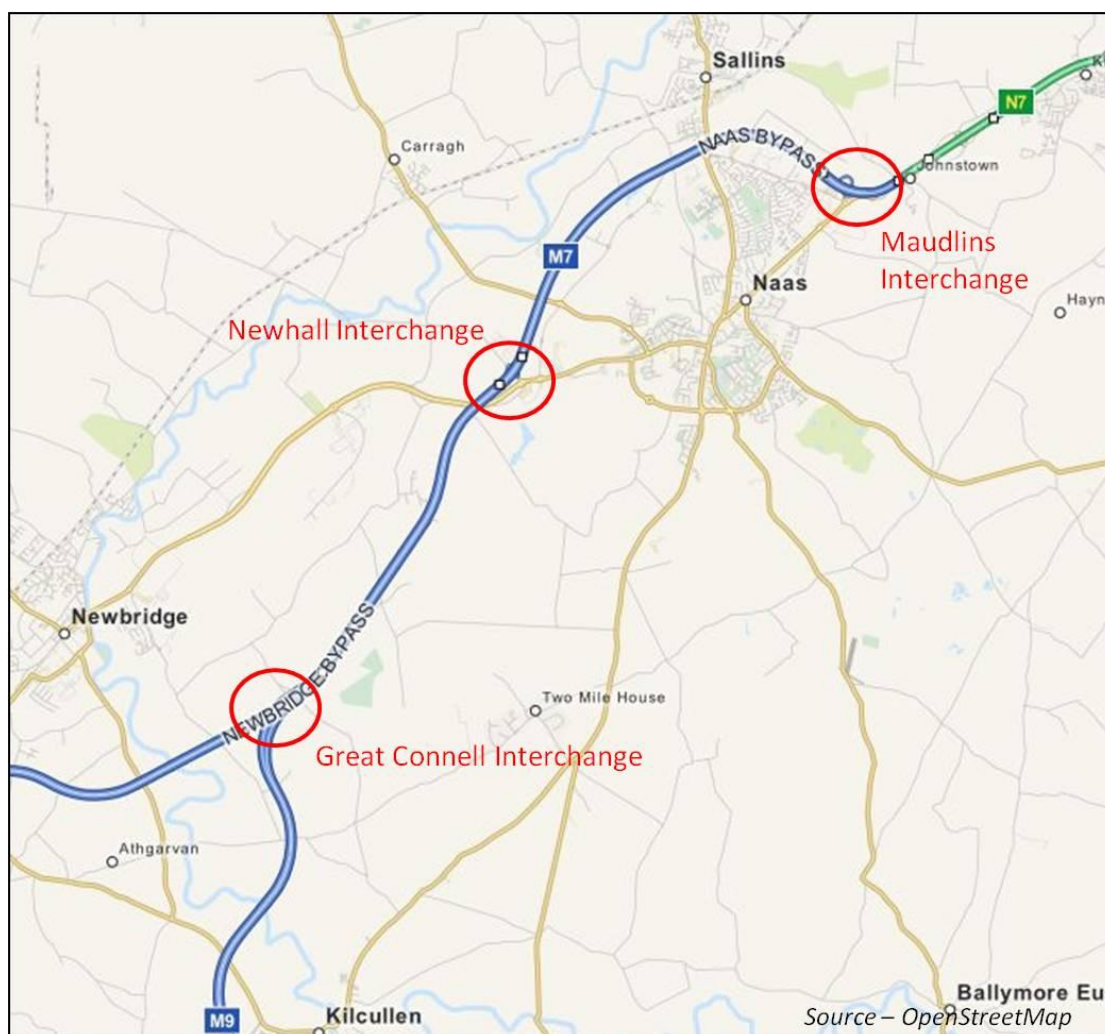 Sallins
N7
K
Carragh
NAAS BYPASS
Johnstown
Maudlins
Interchange
M7
Naas
Hayn
Newhall Interchange
Newbridge
NEWBRIDGE BYPASS
Two Mile House
Great Connell Interchange
Athgarvan
M9
Kilcullen
Ballymore Eu
Source – OpenStreetMap